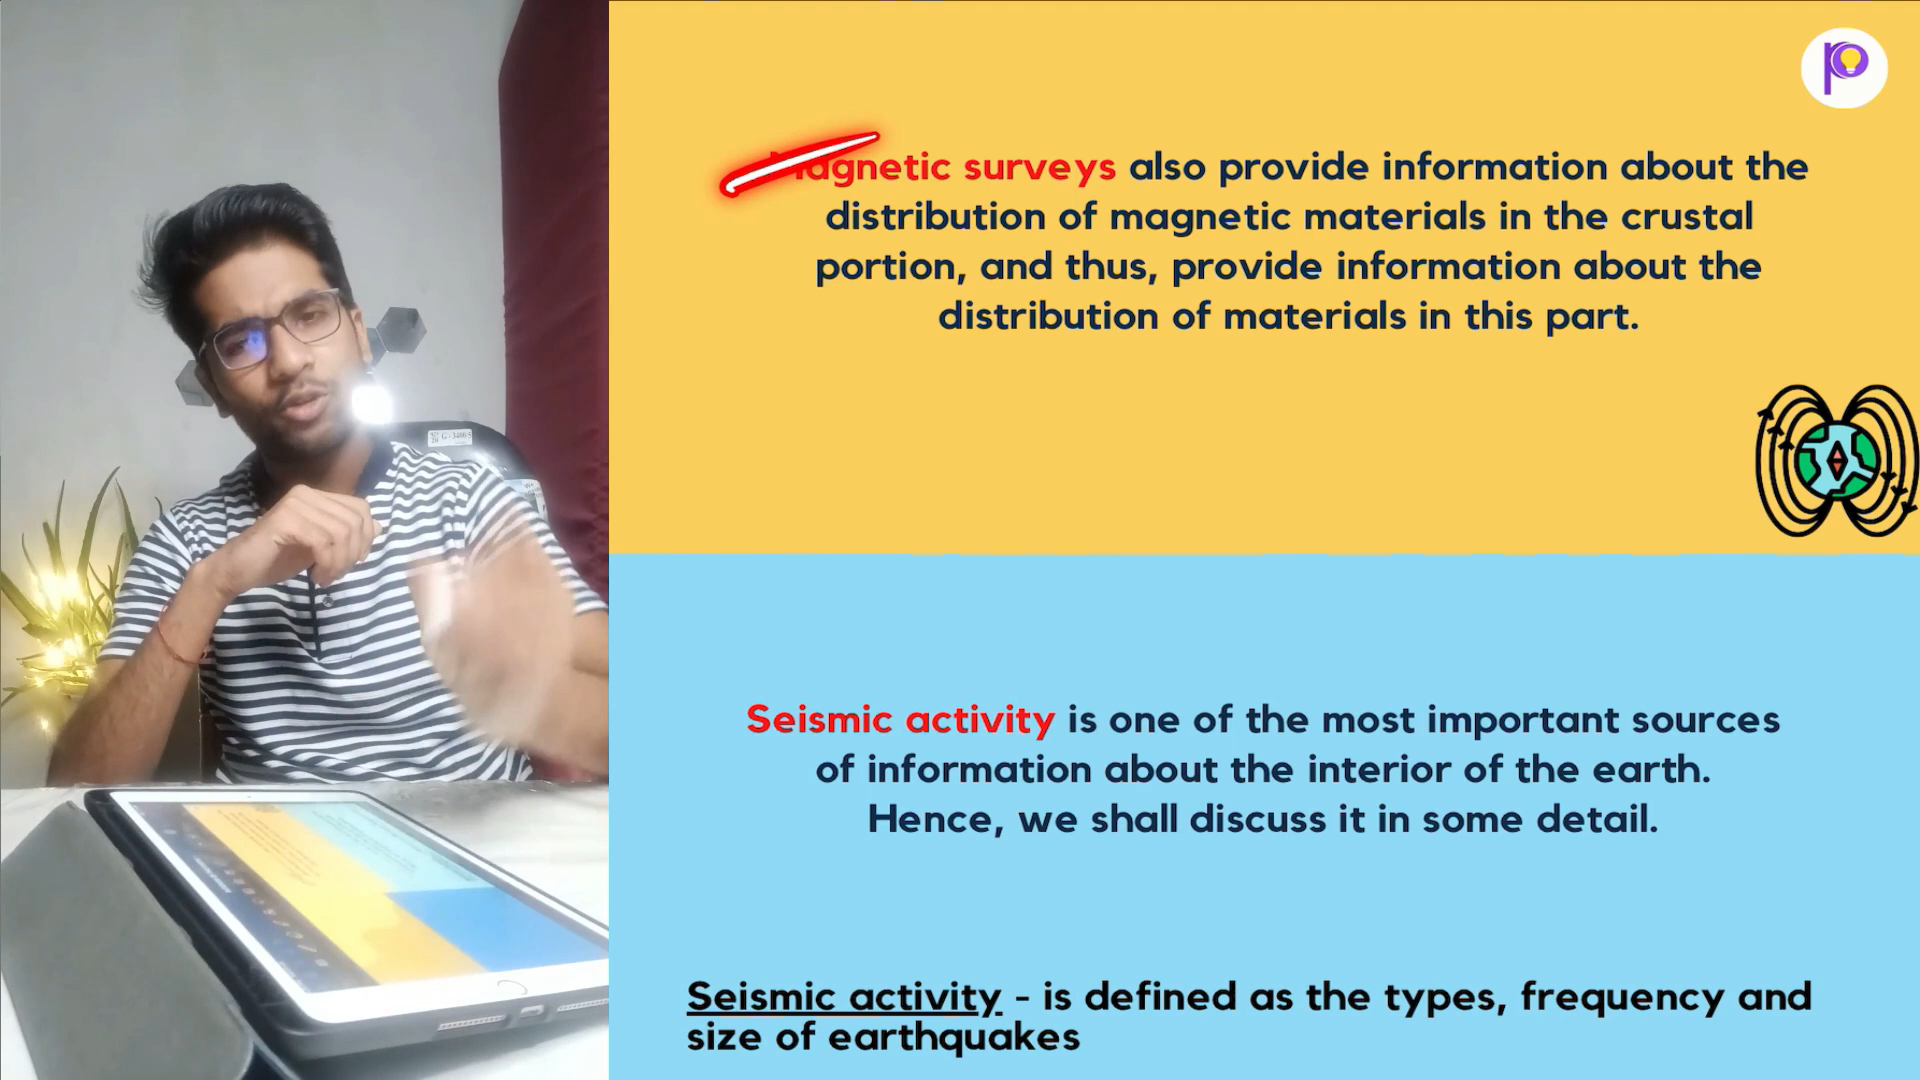 Magnetic surveys also provide information about the
distribution of magnetic materials in the crustal
portion, and thus, provide information about the
distribution of materials in this part.
Seismic activity is one of the most important sources
of information about the interior of the earth.
Hence, we shall discuss it in some detail.
Seismic activity - is defined as the types, frequency and
size of earthquakes